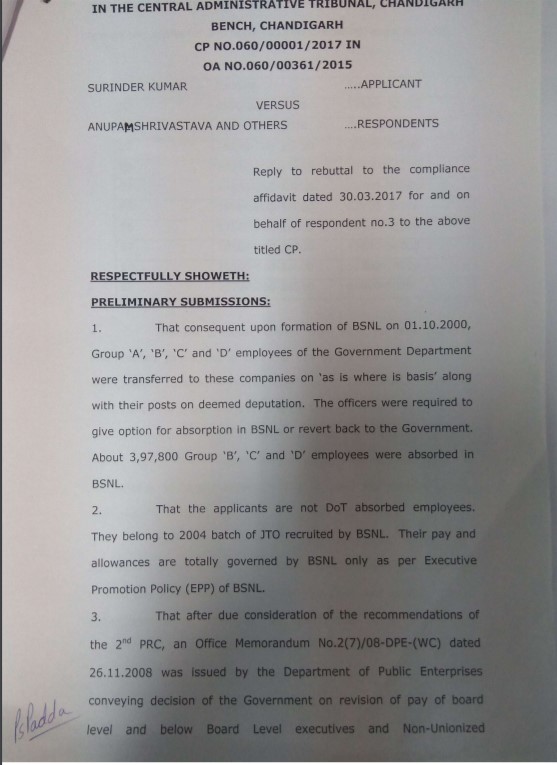 IN THE CENTRAL ADMINISTRATIVE TRIBUNAL, CHANDIGARH
BENCH, CHANDIGARH
CP NO.060/00001/2017 IN
OA NO.060/00361/2015
SURINDER KUMAR .....APPLICANT
VERSUS
ANUPAMSHRIVASTAVA AND OTHERS ....RESPONDENTS
Reply to rebuttal to the compliance
affidavit dated 30.03.2017 for and on
behalf of respondent no.3 to the above
titled CP.
RESPECTFULLY SHOWETH:
PRELIMINARY SUBMISSIONS:
1. That consequent upon formation of BSNL on 01.10.2000,
Group 'A', 'B', 'C' and 'D' employees of the Government Department
were transferred to these companies on 'as is where is basis' along
with their posts on deemed deputation. The officers were required to
give option for absorption in BSNL or revert back to the Government.
About 3,97,800 Group 'B', 'C' and 'D' employees were absorbed in
BSNL.
2. That the applicants are not DoT absorbed employees.
They belong to 2004 batch of JTO recruited by BSNL. Their pay and
allowances are totally governed by BSNL only as per Executive
Promotion Policy (EPP) of BSNL.
3. That after due consideration of the recommendations of
the 2nd PRC, an Office Memorandum No.2(7)/08-DPE-(WC) dated
26.11.2008 was issued by the Department of Public Enterprises
conveying decision of the Government on revision of pay of board
level and below Board Level executives and Non-Unionized